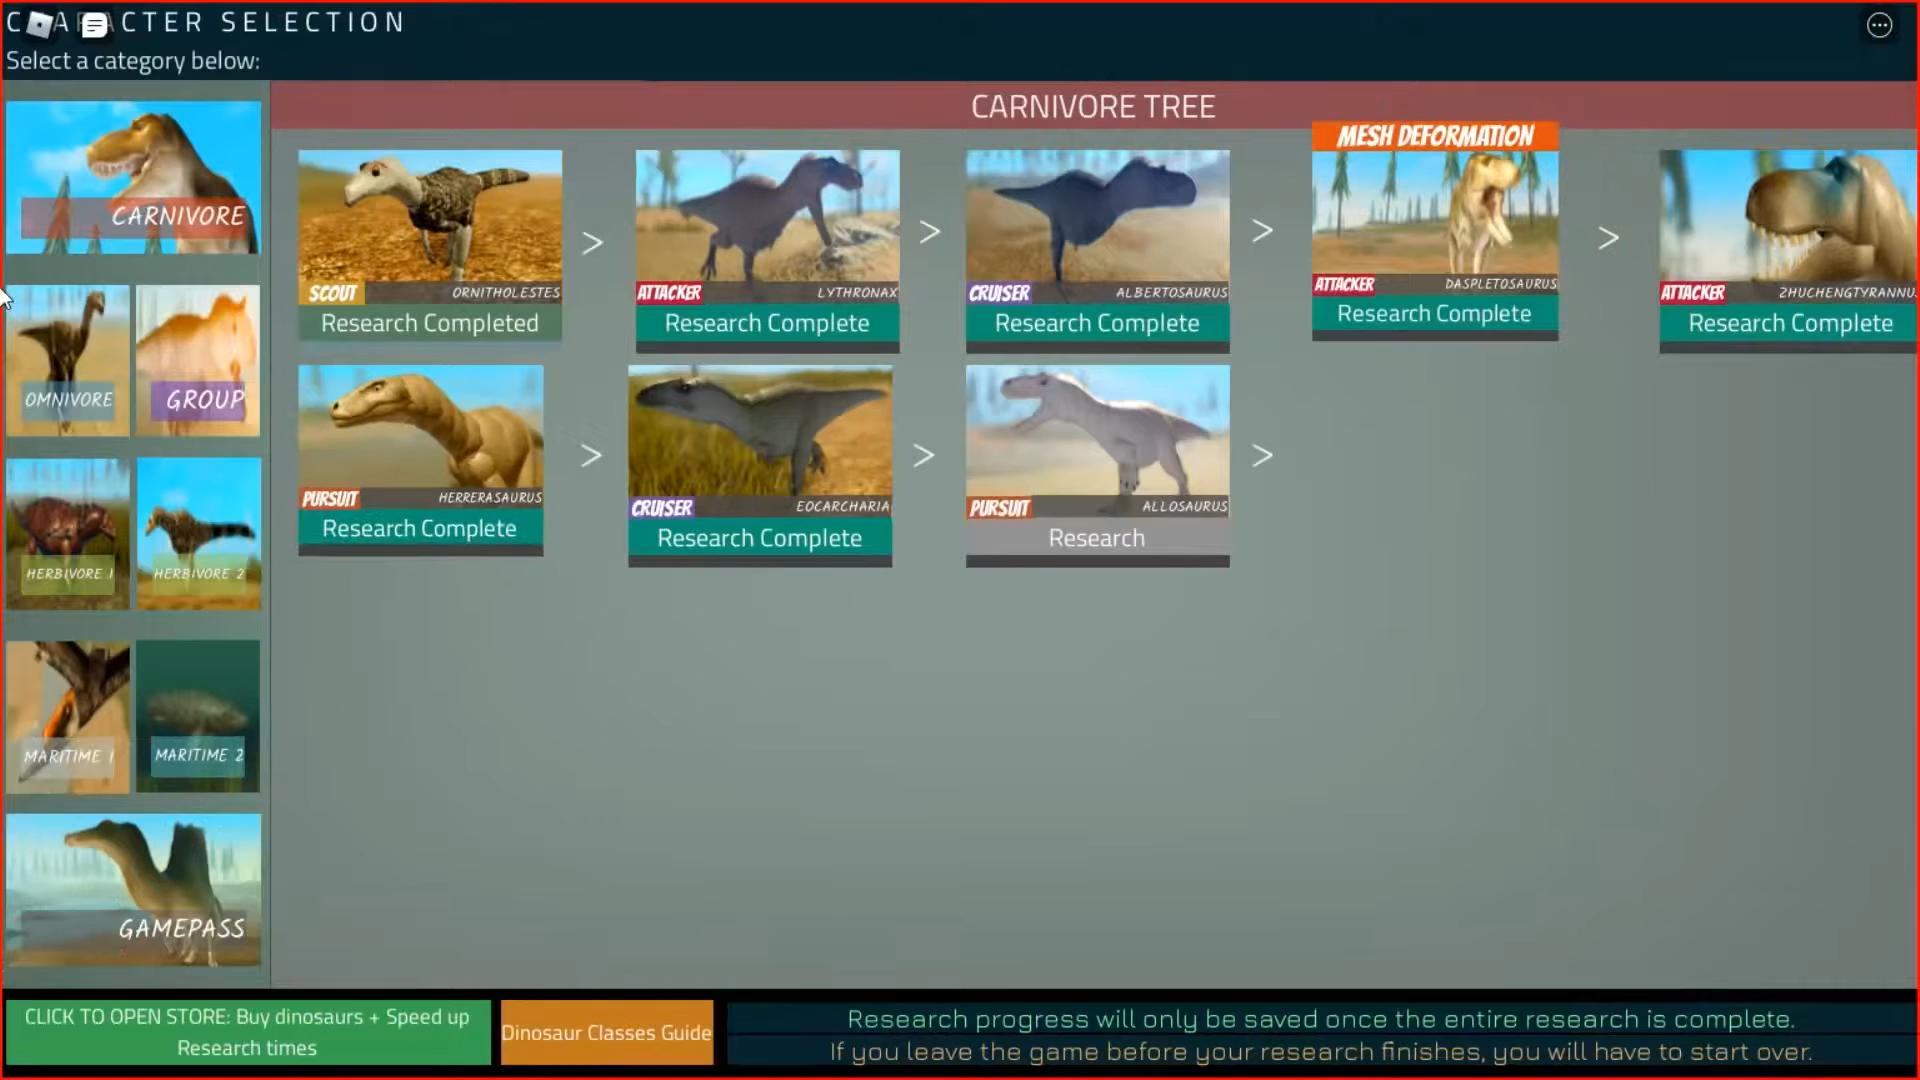 CHARACTER SELECTION
Select a category below:
CARNIVORE TREE
CARNIVORE
OMNIVORE
GROUP
HERBIVORE 1
HERBIVORE 2
MARITIME 1
MARITIME 2
GAMEPASS
SCOUT ORNITHOLESTES
Research Completed
>
ATTACKER LYTHRONAX
Research Complete
>
CRUISER ALBERTOSAURUS
Research Complete
>
MESH DEFORMATION
ATTACKER DASPLETOSAURUS
Research Complete
>
ATTACKER ZHUCHENGTYRANNU
Research Complete
PURSUIT HERRERASAURUS
Research Complete
>
CRUISER EOCARCHARIA
Research Complete
>
PURSUIT ALLOSAURUS
Research
>
CLICK TO OPEN STORE: Buy dinosaurs + Speed up
Research times
Dinosaur Classes Guide
Research progress will only be saved once the entire research is complete.
If you leave the game before your research finishes, you will have to start over.